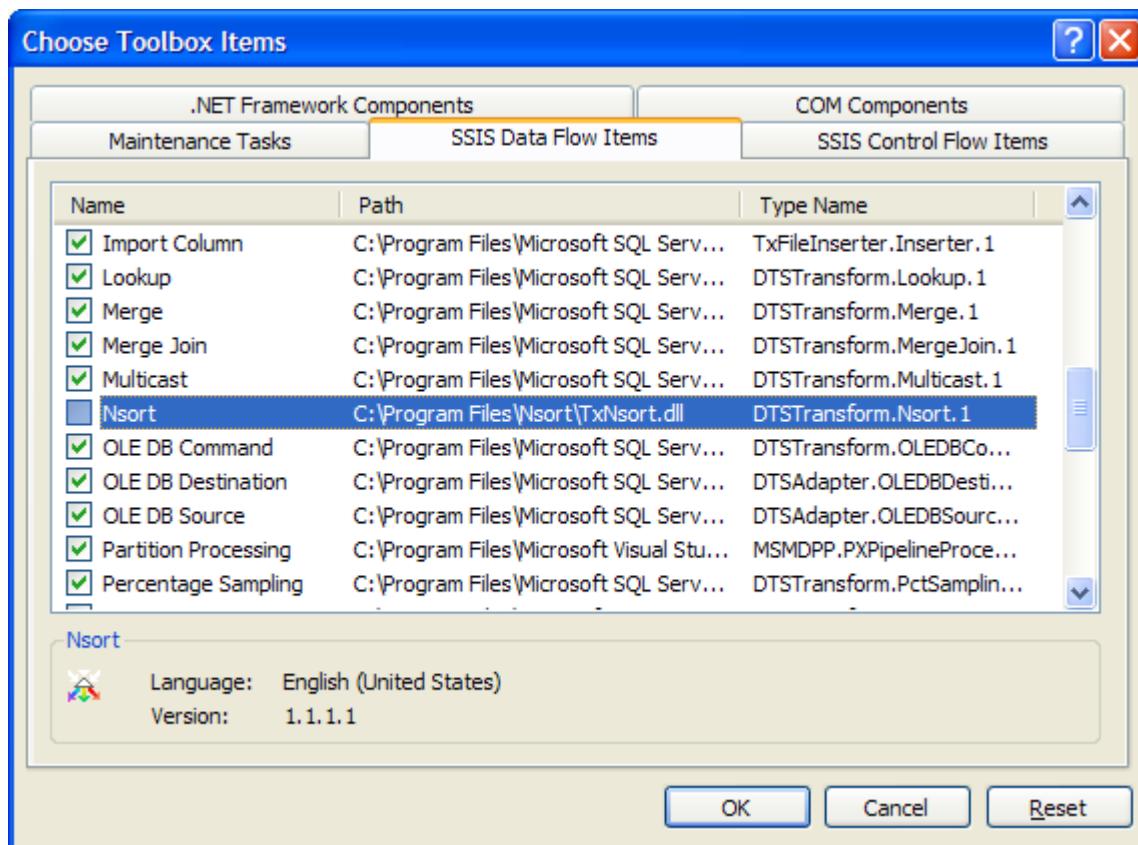 Choose Toolbox Items
.NET Framework Components COM Components
Maintenance Tasks SSIS Data Flow Items SSIS Control Flow Items
Name Path Type Name
Import Column C:\Program Files\Microsoft SQL Serv... TxFileInserter.Inserter.1
Lookup C:\Program Files\Microsoft SQL Serv... DTSTransform.Lookup.1
Merge C:\Program Files\Microsoft SQL Serv... DTSTransform.Merge.1
Merge Join C:\Program Files\Microsoft SQL Serv... DTSTransform.MergeJoin.1
Multicast C:\Program Files\Microsoft SQL Serv... DTSTransform.Multicast.1
Nsort C:\Program Files\Nsort\TxNsort.dll DTSTransform.Nsort.1
OLE DB Command C:\Program Files\Microsoft SQL Serv... DTSTransform.OLEDBCo...
OLE DB Destination C:\Program Files\Microsoft SQL Serv... DTSAdapter.OLEDBDesti...
OLE DB Source C:\Program Files\Microsoft SQL Serv... DTSAdapter.OLEDBSourc...
Partition Processing C:\Program Files\Microsoft Visual Stu... MSMDPP.PXPipelineProce...
Percentage Sampling C:\Program Files\Microsoft SQL Serv... DTSTransform.PctSamplin...
Nsort
Language: English (United States)
Version: 1.1.1.1
OK Cancel Reset